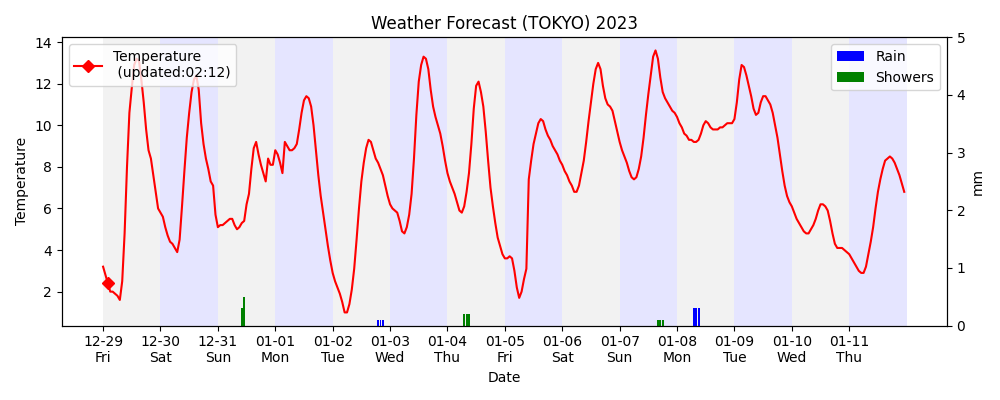 Weather Forecast (TOKYO) 2023
Temperature
(updated:02:12)
Rain
Showers
Temperature
14
12
10
8
6
4
2
5
4
3
2
1
0
mm
12-29 12-30 12-31 01-01 01-02 01-03 01-04 01-05 01-06 01-07 01-08 01-09 01-10 01-11
Fri Sat Sun Mon Tue Wed Thu Fri Sat Sun Mon Tue Wed Thu
Date